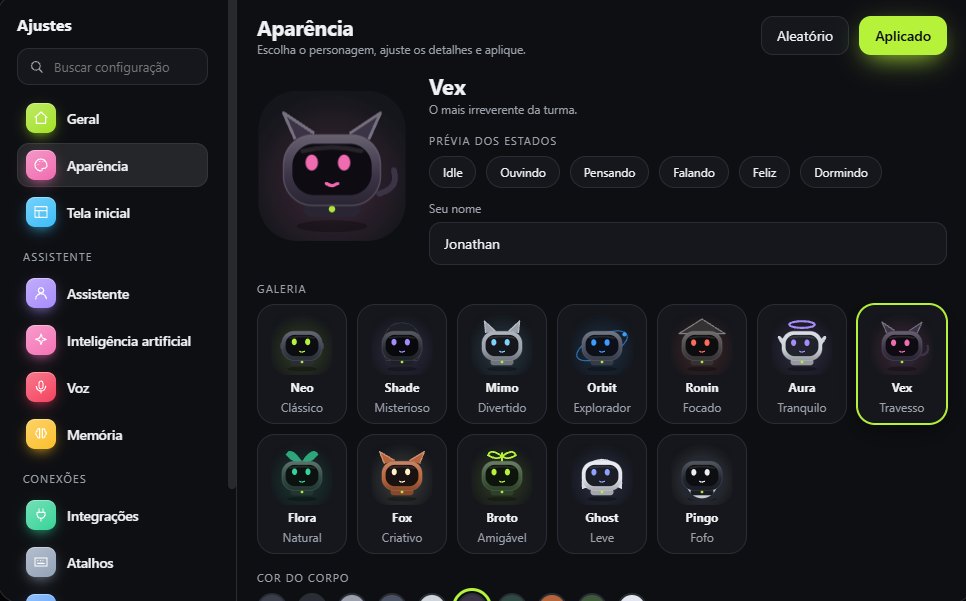 Ajustes
Buscar configuração
Geral
Aparência
Tela inicial
ASSISTENTE
Assistente
Inteligência artificial
Voz
Memória
CONEXÕES
Integrações
Atalhos
Aparência
Escolha o personagem, ajuste os detalhes e aplique.
Aleatório
Aplicado
Vex
O mais irreverente da turma.
PRÉVIA DOS ESTADOS
Idle
Ouvindo
Pensando
Falando
Feliz
Dormindo
Seu nome
Jonathan
GALERIA
Neo
Clássico
Shade
Misterioso
Mimo
Divertido
Orbit
Explorador
Ronin
Focado
Aura
Tranquilo
Vex
Travesso
Flora
Natural
Fox
Criativo
Broto
Amigável
Ghost
Leve
Pingo
Fofo
COR DO CORPO